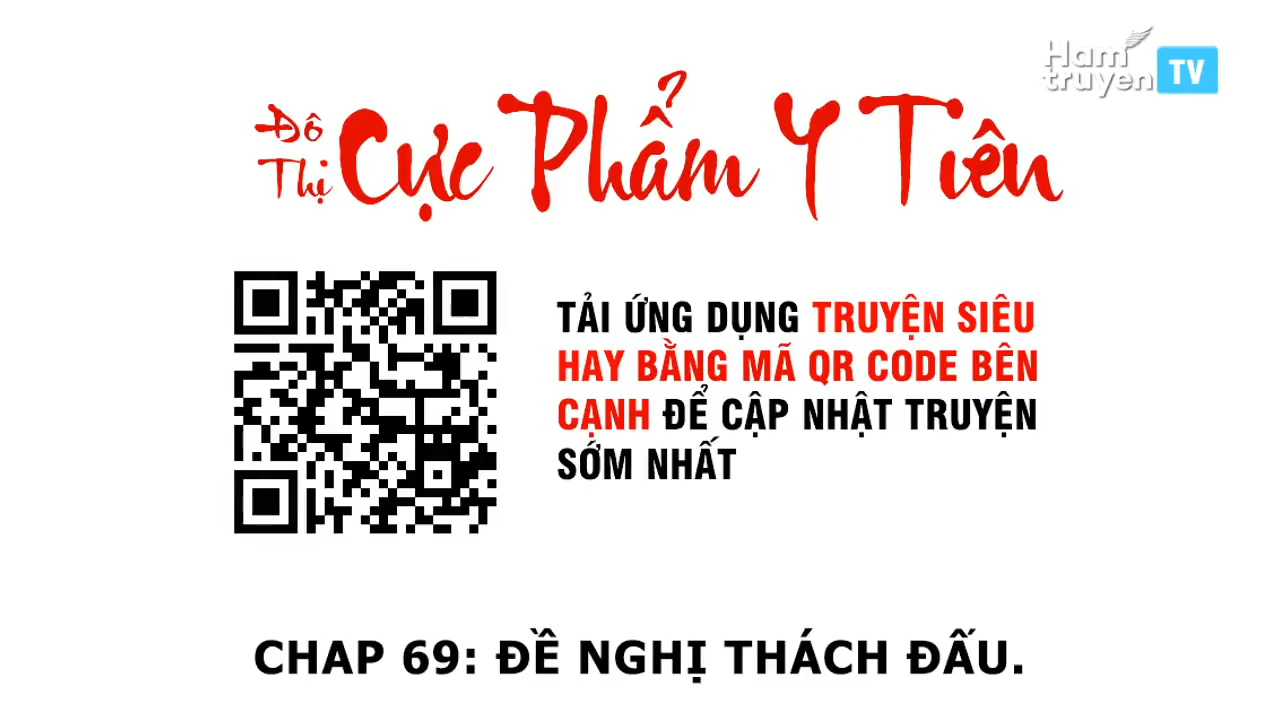 Ham
truyen TV
Đô
Thị Cực Phẩm Y Tiên
TẢI ỨNG DỤNG TRUYỆN SIÊU
HAY BẰNG MÃ QR CODE BÊN
CẠNH ĐỂ CẬP NHẬT TRUYỆN
SỚM NHẤT
CHAP 69: ĐỀ NGHỊ THÁCH ĐẤU.